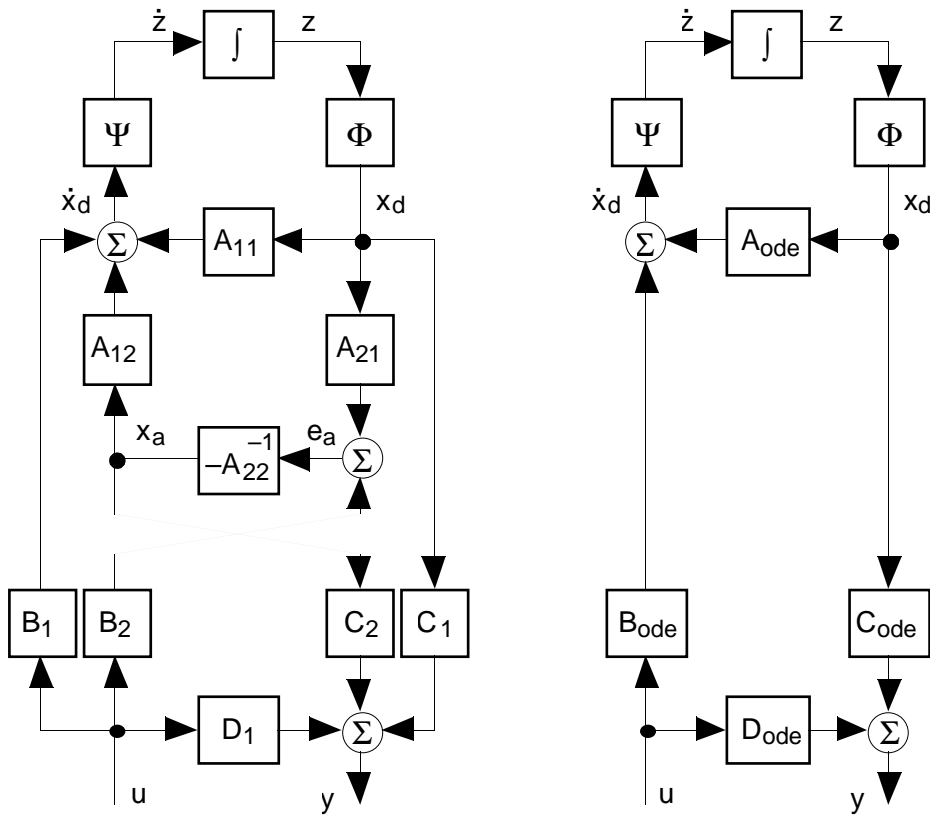 ż z ż z
∫ ∫
Ψ Φ Ψ Φ
ẋd xd ẋd xd
Σ A11 Σ Aode
A12 A21
xa –A22–1 ea Σ
B1 B2 C2 C1 Bode Code
D1 Σ Dode Σ
u y u y